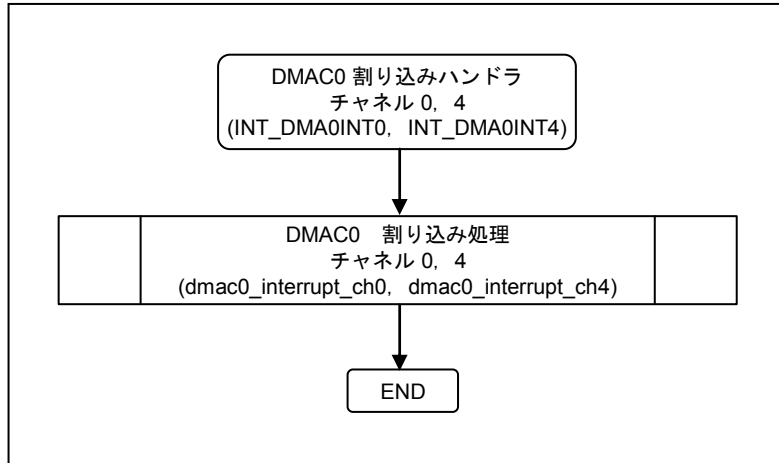 DMAC0 割り込みハンドラ
チャネル 0, 4
(INT_DMA0INT0, INT_DMA0INT4)
DMAC0　割り込み処理
チャネル 0, 4
(dmac0_interrupt_ch0, dmac0_interrupt_ch4)
END